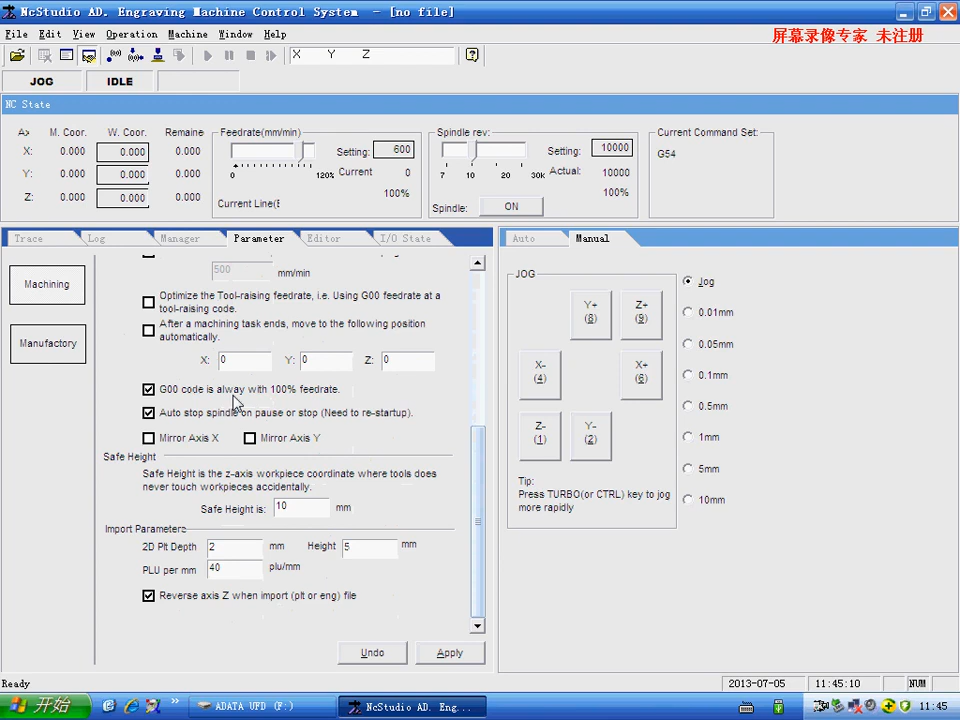 NcStudio AD. Engraving Machine Control System - [no file]
File Edit View Operation Machine Window Help
屏幕录像专家 未注册
X Y Z
JOG IDLE
NC State
Ax M. Coor. W. Coor. Remaine
X: 0.000 0.000 0.000
Y: 0.000 0.000 0.000
Z: 0.000 0.000 0.000
Feedrate(mm/min)
Setting: 600
0 120% Current 0
100%
Current Line(E
Spindle rev:
Setting: 10000
7 10 20 30k Actual: 10000
100%
Spindle: ON
Current Command Set:
G54
Trace Log Manager Parameter Editor I/O State
Machining
Manufactory
500 mm/min
Optimize the Tool-raising feedrate, i.e. Using G00 feedrate at a
tool-raising code.
After a machining task ends, move to the following position
automatically.
X: 0 Y: 0 Z: 0
G00 code is alway with 100% feedrate.
Auto stop spindle on pause or stop (Need to re-startup).
Mirror Axis X Mirror Axis Y
Safe Height
Safe Height is the z-axis workpiece coordinate where tools does
never touch workpieces accidentally.
Safe Height is: 10 mm
Import Parameters
2D Plt Depth 2 mm Height 5 mm
PLU per mm 40 plu/mm
Reverse axis Z when import (plt or eng) file
Undo Apply
Auto Manual
JOG
Y+
(8)
Z+
(9)
X-
(4)
X+
(6)
Z-
(1)
Y-
(2)
Tip:
Press TURBO(or CTRL) key to jog
more rapidly
Jog
0.01mm
0.05mm
0.1mm
0.5mm
1mm
5mm
10mm
Ready 2013-07-05 11:45:10 NUM
开始 ADATA UFD (F:) NcStudio AD. Eng... 11:45